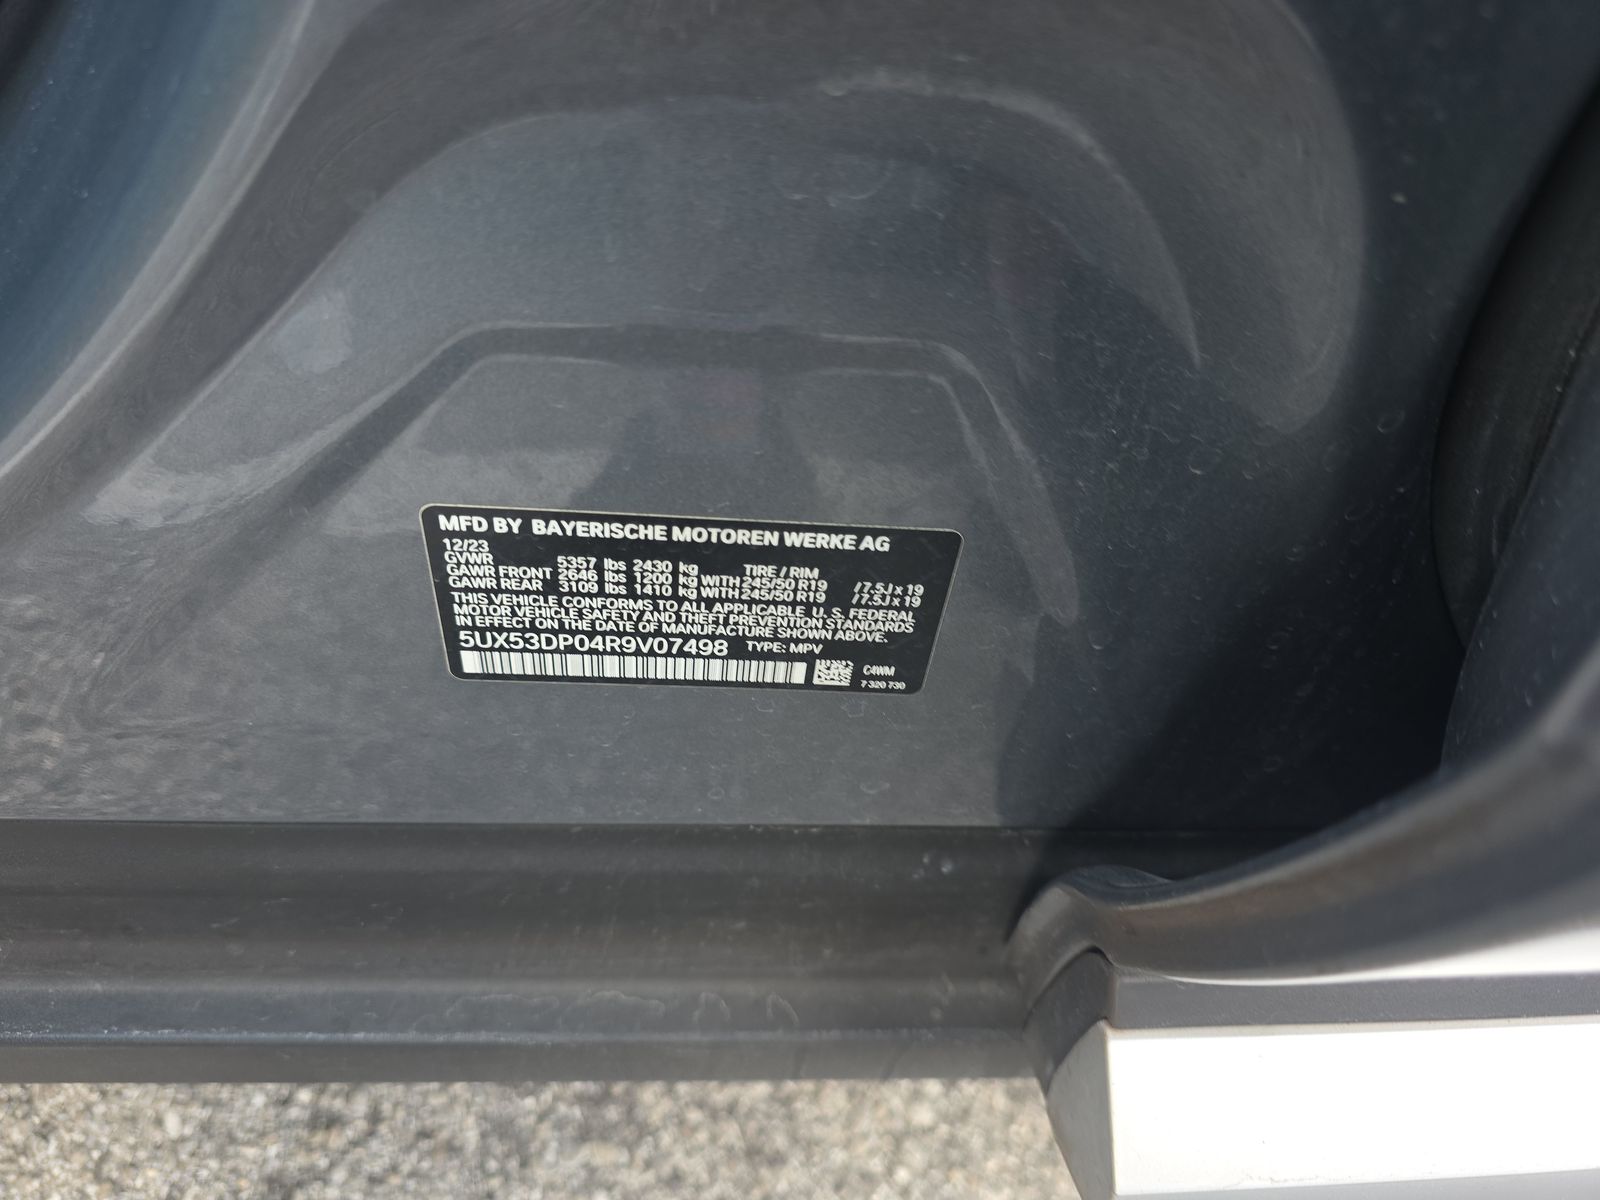 MFD BY BAYERISCHE MOTOREN WERKE AG
12/23
GVWR 5357 lbs 2430 kg TIRE / RIM
GAWR FRONT 2646 lbs 1200 kg WITH 245/50 R19 / 7.5J x 19
GAWR REAR 3109 lbs 1410 kg WITH 245/50 R19 / 7.5J x 19
THIS VEHICLE CONFORMS TO ALL APPLICABLE U. S. FEDERAL
MOTOR VEHICLE SAFETY AND THEFT PREVENTION STANDARDS
IN EFFECT ON THE DATE OF MANUFACTURE SHOWN ABOVE.
5UX53DP04R9V07498 TYPE: MPV
C4WM
7 320 730